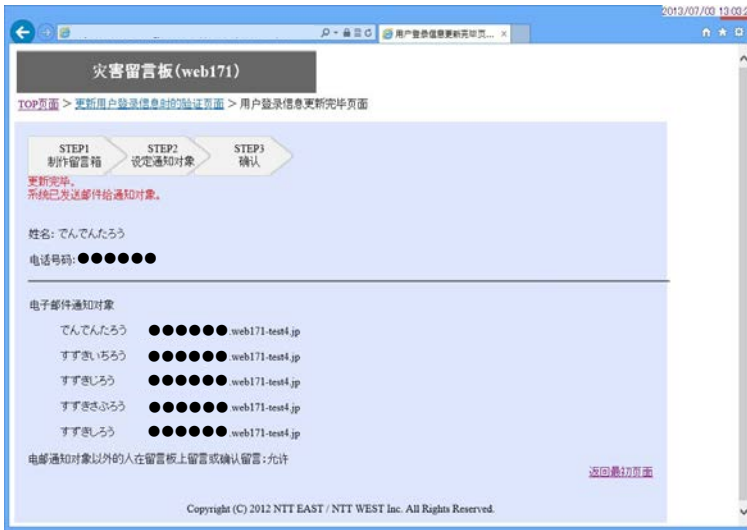 2013/07/03 13:03:2
用户登录信息更新完毕页... ×
灾害留言板(web171)
TOP页面 > 更新用户登录信息时的验证页面 > 用户登录信息更新完毕页面
STEP1 STEP2 STEP3
制作留言箱 设定通知对象 确认
更新完毕。
系统已发送邮件给通知对象。
姓名: でんでんたろう
电话号码: ●●●●●●
电子邮件通知对象
でんでんたろう ●●●●●●.web171-test4.jp
すずきいちろう ●●●●●●.web171-test4.jp
すずきじろう ●●●●●●.web171-test4.jp
すずきさぶろう ●●●●●●.web171-test4.jp
すずきしろう ●●●●●●.web171-test4.jp
电邮通知对象以外的人在留言板上留言或确认留言:允许
返回最初页面
Copyright (C) 2012 NTT EAST / NTT WEST Inc. All Rights Reserved.